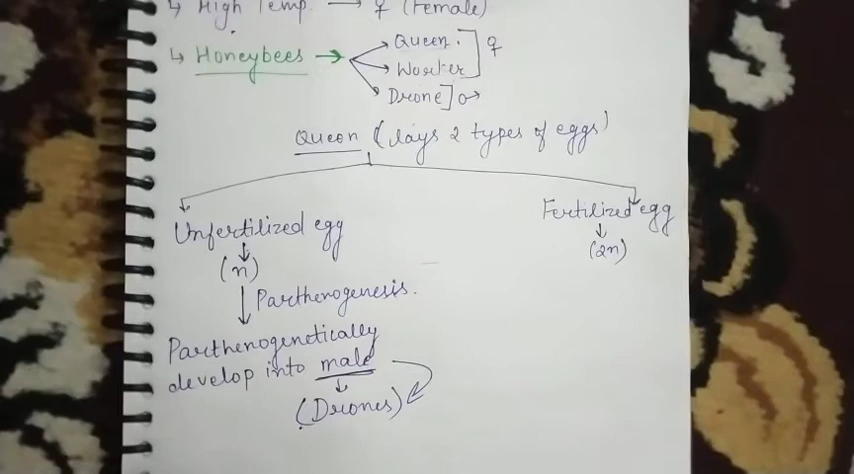 ↳ High Temp. → ♀ (Female)
↳ Honeybees → Queen. ] ♀
Worker
Drone] ♂
Queen (lays 2 types of eggs)
Unfertilized egg
(n)
Parthenogenesis.
Parthenogenetically
develop into male
(Drones)
Fertilized egg
(2n)